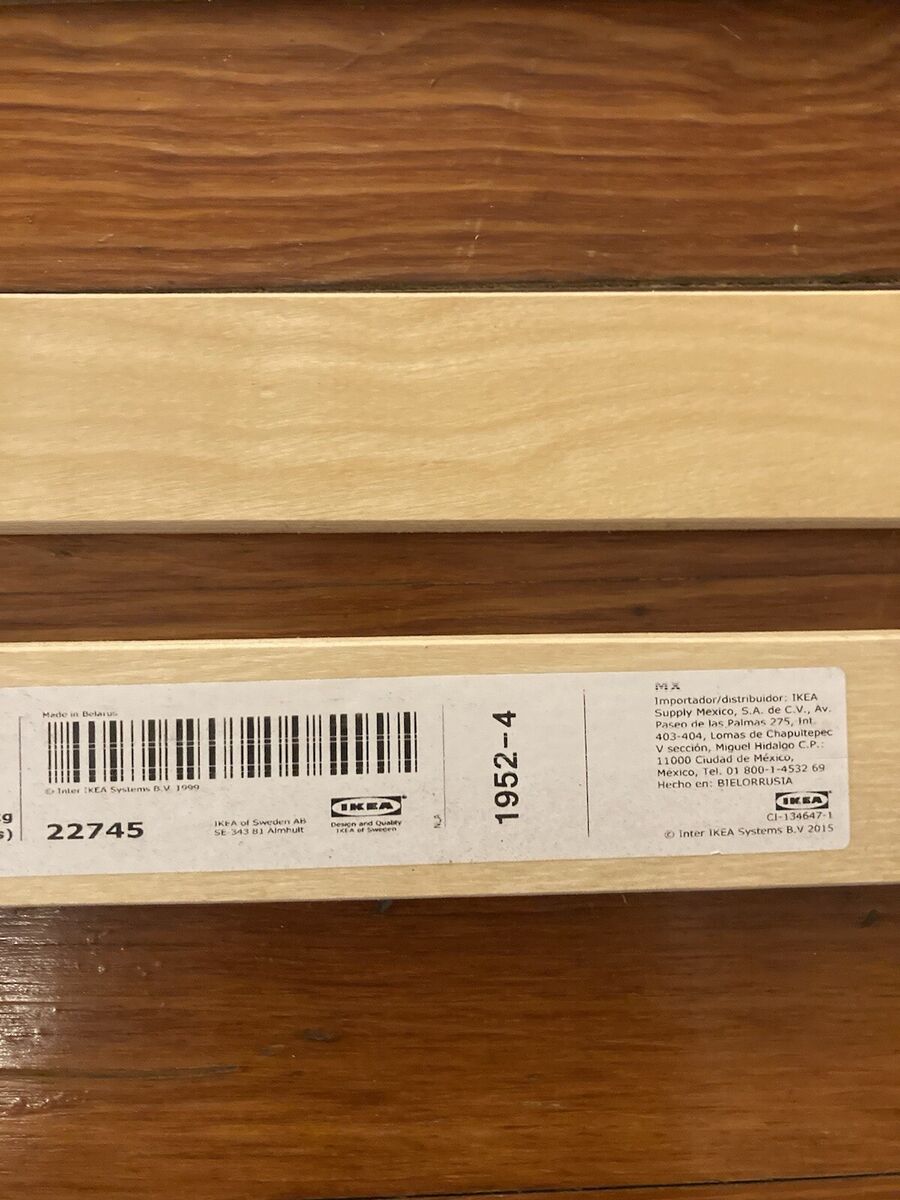 Made in Belarus
© Inter IKEA Systems B.V. 1999
kg
s)
22745
IKEA of Sweden AB
SE-343 81 Älmhult
IKEA®
Design and Quality
IKEA of Sweden
1952-4
MX
Importador/distribuidor: IKEA
Supply Mexico, S.A. de C.V., Av.
Paseo de las Palmas 275, Int.
403-404, Lomas de Chapultepec
V sección, Miguel Hidalgo C.P.:
11000 Ciudad de México,
México, Tel. 01 800-1-4532 69
Hecho en: BIELORRUSIA
IKEA®
CI-134647-1
© Inter IKEA Systems B.V 2015